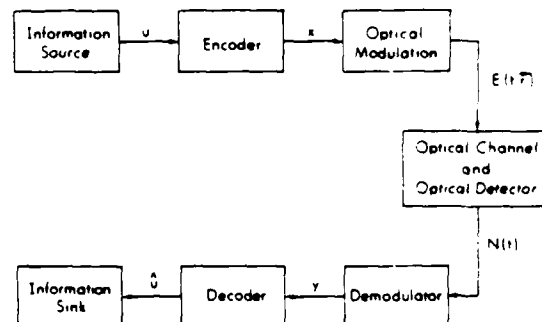 Information
Source
u
Encoder
x
Optical
Modulation
E(t r̄)
Optical Channel
and
Optical Detector
N(t)
Demodulator
y
Decoder
û
Information
Sink